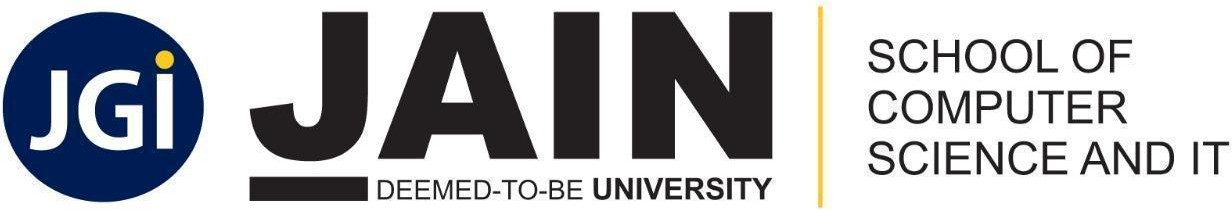 JGi
JAIN
DEEMED-TO-BE UNIVERSITY
SCHOOL OF
COMPUTER
SCIENCE AND IT